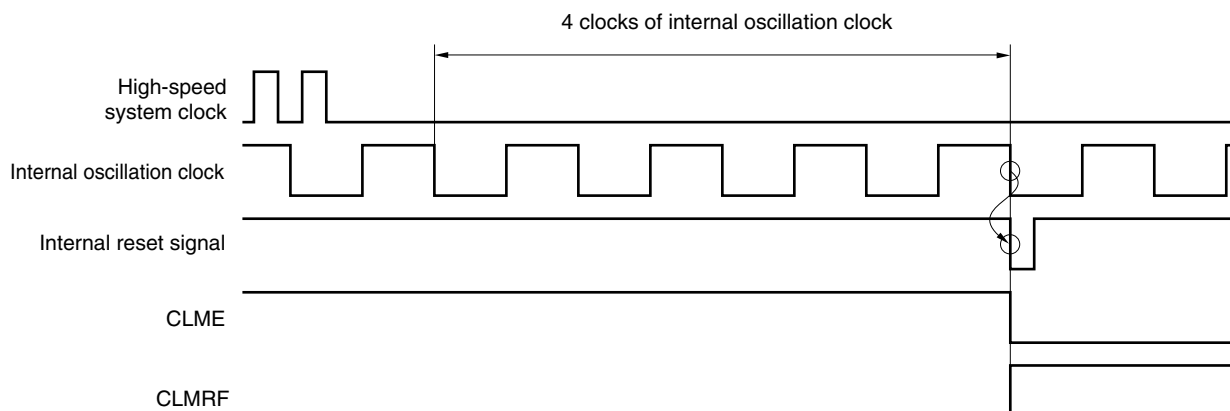 4 clocks of internal oscillation clock
High-speed
system clock
Internal oscillation clock
Internal reset signal
CLME
CLMRF